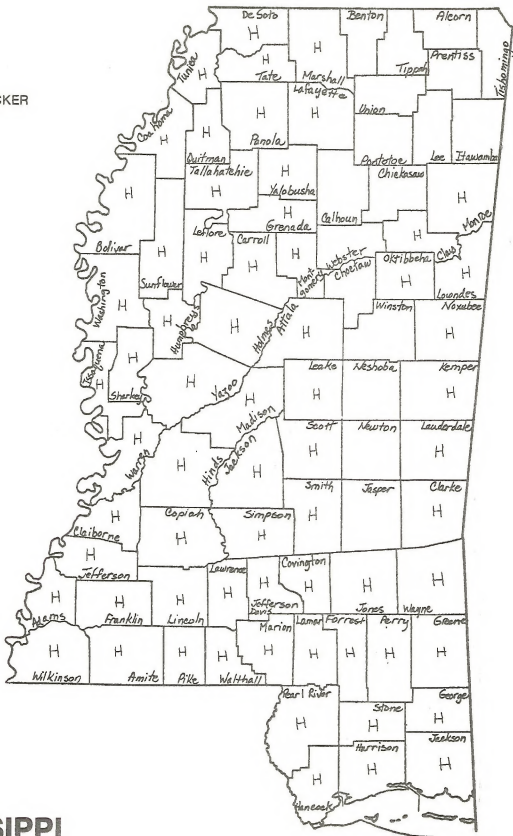 De Soto Benton Alcorn
H H
Tunica H Tate Marshall Tippah Prentiss Tishomingo
CKER
Lafayette
Coahoma H H H Union
Quitman Panola Pontotoc Lee Itawamba
Tallahatchie Chickasaw
H H H H
Yalobusha
H Calhoun Monroe
Leflore Grenada H
Bolivar H Carroll Webster Oktibbeha Clay
H H Montgomery Choctaw H H
Sunflower Lowndes
Washington H Humphreys Winston Noxubee
H H H Holmes Attala H H
Issaquena Leake Neshoba Kemper
H H H H H H
Sharkey Yazoo Madison
H Scott Newton Lauderdale
Warren H Hinds Jackson H H H
Smith Jasper Clarke
H Copiah Simpson H H
Claiborne H H
Jefferson Lawrence Covington
H H H H H
H H H Jefferson Davis Jones Wayne
Adams Franklin Lincoln Marion Lamar Forrest Perry Greene
H H H H H H H H H
Wilkinson Amite Pike Walthall
Pearl River George
H Stone H
H
Harrison Jackson
H H H
Hancock
SIPPI